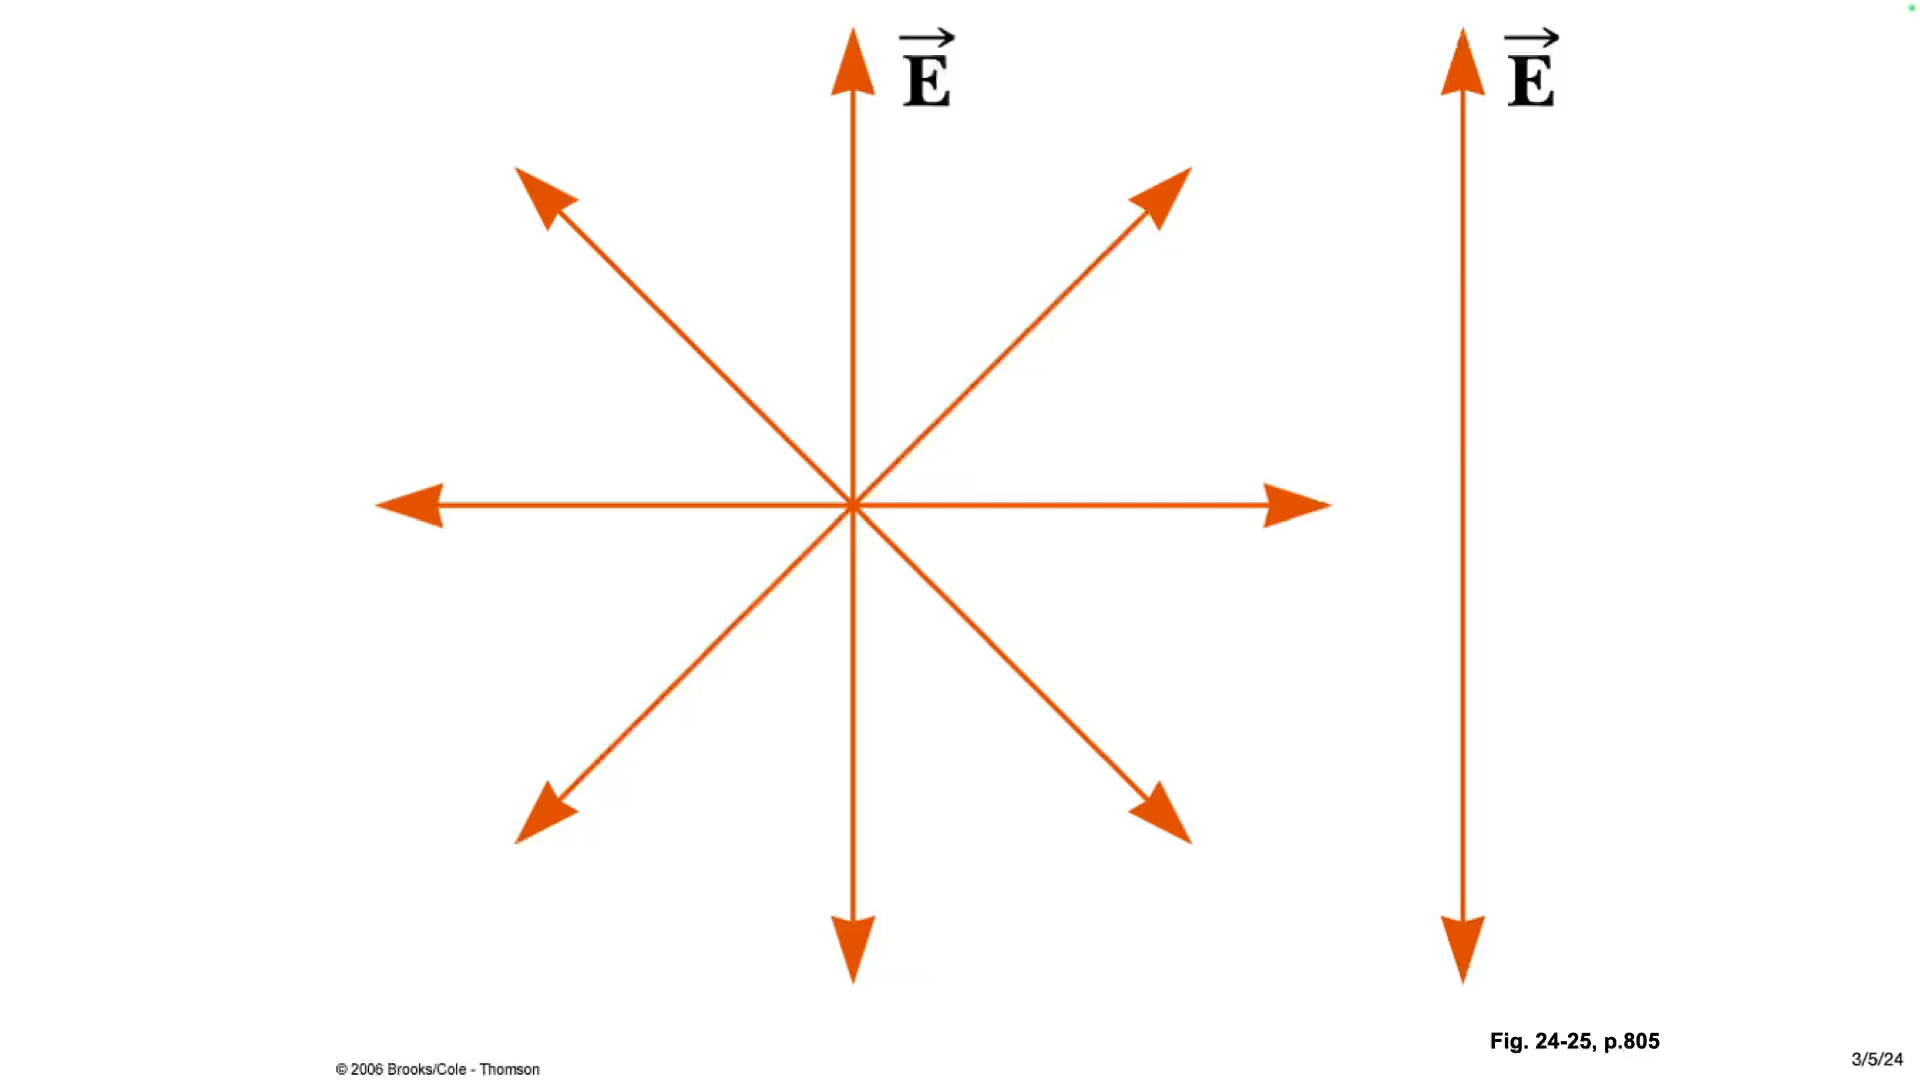 E
E
Fig. 24-25, p.805
© 2006 Brooks/Cole - Thomson
3/5/24